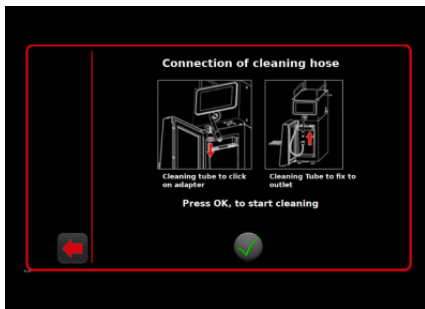 Connection of cleaning hose
Cleaning tube to click
on adapter
Cleaning Tube to fix to
outlet
Press OK, to start cleaning